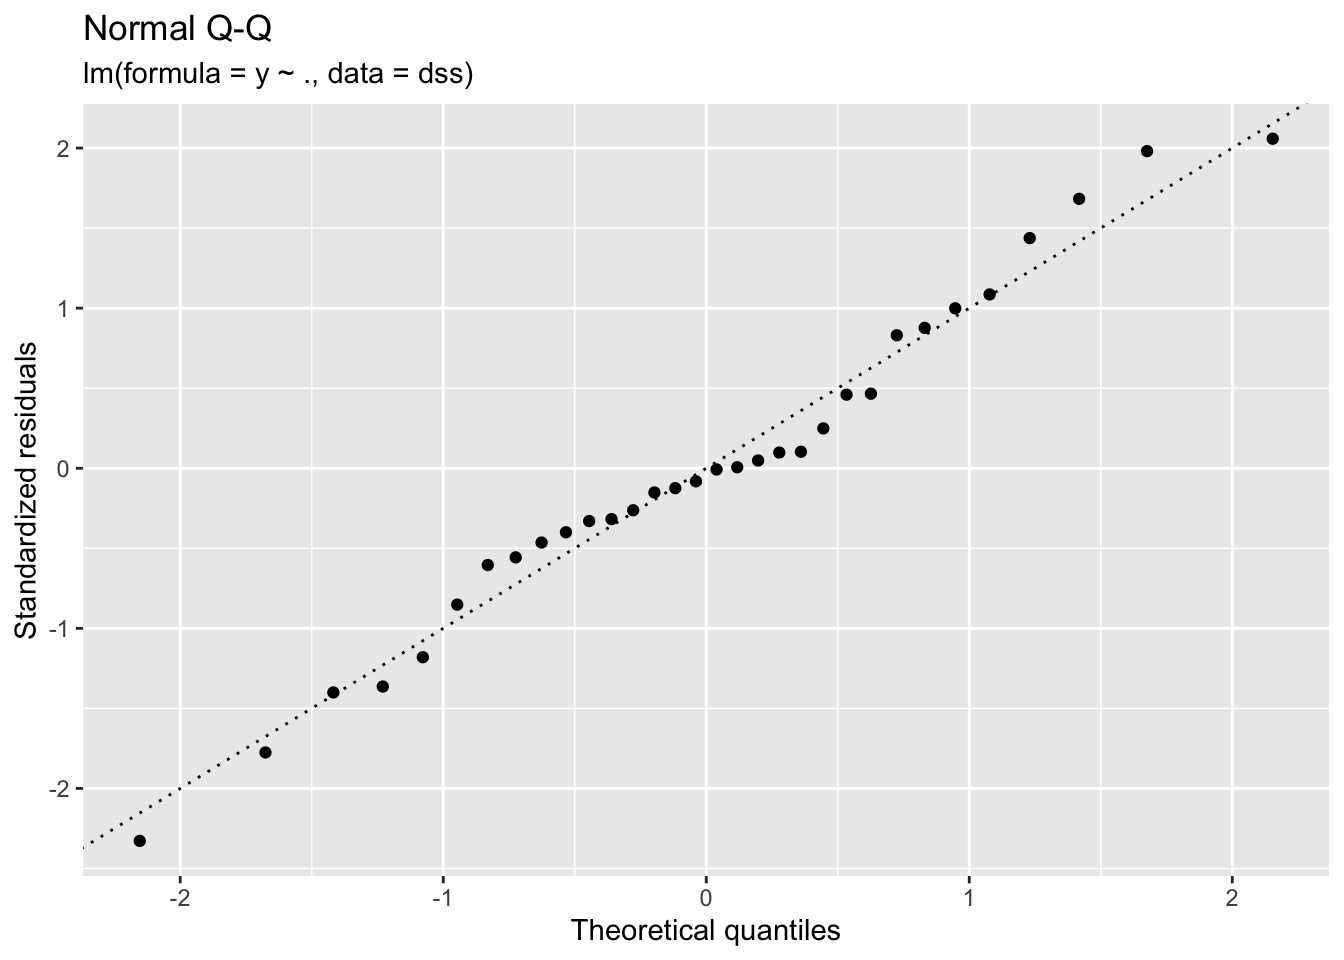 Normal Q-Q
lm(formula = y ~ ., data = dss)
Standardized residuals
2
1
0
-1
-2
-2
-1
0
1
2
Theoretical quantiles